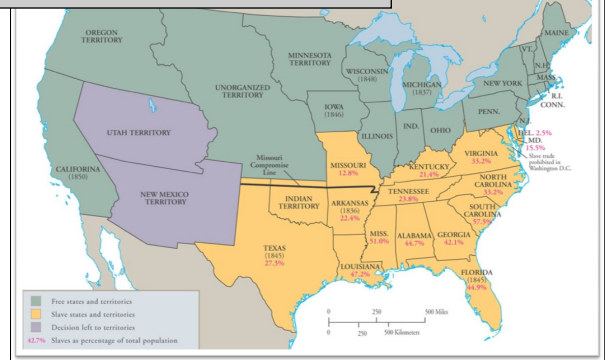 OREGON
TERRITORY
MINNESOTA
TERRITORY
WISCONSIN
(1848)
MICHIGAN
(1837)
MAINE
VT.
N.H.
MASS.
NEW YORK
R.I.
CONN.
UNORGANIZED
TERRITORY
IOWA
(1846)
PENN.
N.J.
UTAH TERRITORY
ILLINOIS
IND.
OHIO
DEL. 2.5%
MD.
15.5%
Slave trade
prohibited in
Washington D.C.
CALIFORINA
(1850)
Missouri
Compromise
Line
MISSOURI
12.8%
KENTUCKY
21.4%
VIRGINIA
33.2%
NEW MEXICO
TERRITORY
INDIAN
TERRITORY
ARKANSAS
(1836)
22.4%
TENNESSEE
23.8%
NORTH
CAROLINA
33.2%
SOUTH
CAROLINA
57.5%
TEXAS
(1845)
27.3%
MISS.
51.0%
ALABAMA
44.7%
GEORGIA
42.1%
LOUISIANA
47.2%
FLORIDA
(1845)
44.9%
Free states and territories
Slave states and territories
Decision left to territories
42.7% Slaves as percentage of total population
0 250 500 Miles
0 250 500 Kilometers